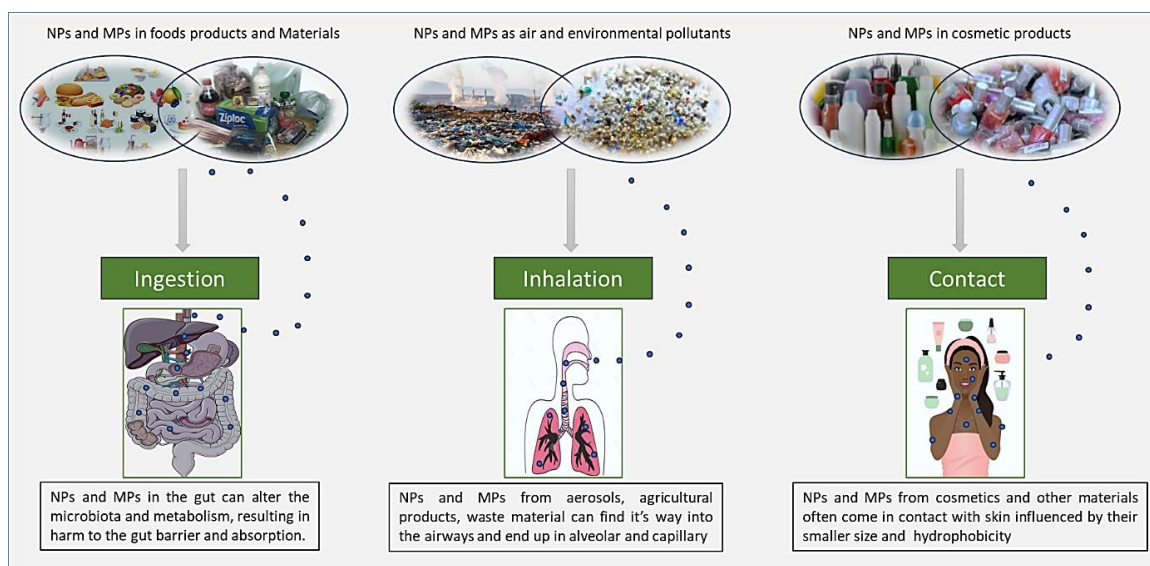 NPs and MPs in foods products and Materials
NPs and MPs as air and environmental pollutants
NPs and MPs in cosmetic products
Ziploc
Ingestion
Inhalation
Contact
NPs and MPs in the gut can alter the
microbiota and metabolism, resulting in
harm to the gut barrier and absorption.
NPs and MPs from aerosols, agricultural
products, waste material can find it's way into
the airways and end up in alveolar and capillary
NPs and MPs from cosmetics and other materials
often come in contact with skin influenced by their
smaller size and hydrophobicity